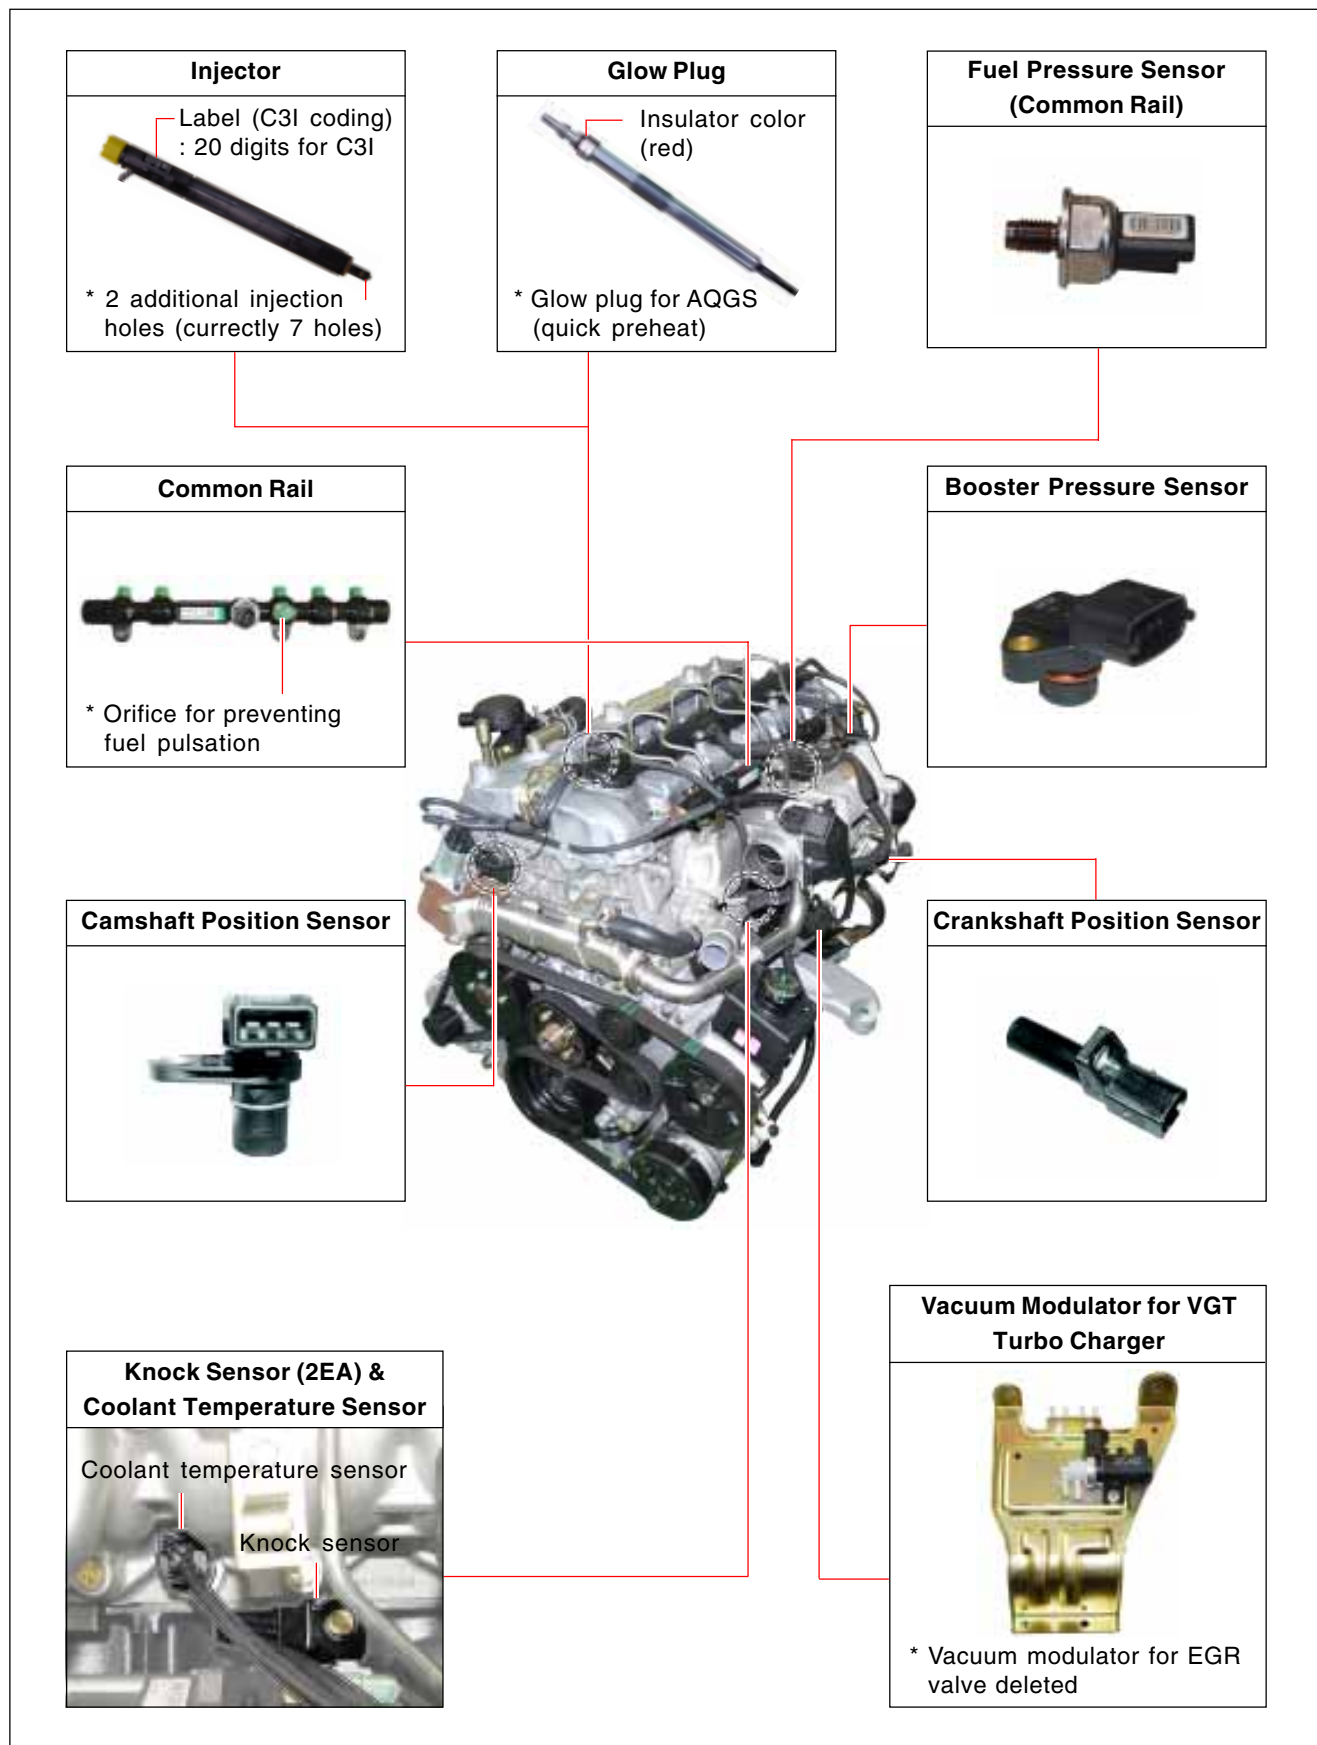 Injector
Label (C3I coding)
: 20 digits for C3I
* 2 additional injection
holes (currectly 7 holes)
Glow Plug
Insulator color
(red)
* Glow plug for AQGS
(quick preheat)
Fuel Pressure Sensor
(Common Rail)
Common Rail
* Orifice for preventing
fuel pulsation
Booster Pressure Sensor
Camshaft Position Sensor
Crankshaft Position Sensor
Knock Sensor (2EA) &
Coolant Temperature Sensor
Coolant temperature sensor
Knock sensor
Vacuum Modulator for VGT
Turbo Charger
* Vacuum modulator for EGR
valve deleted